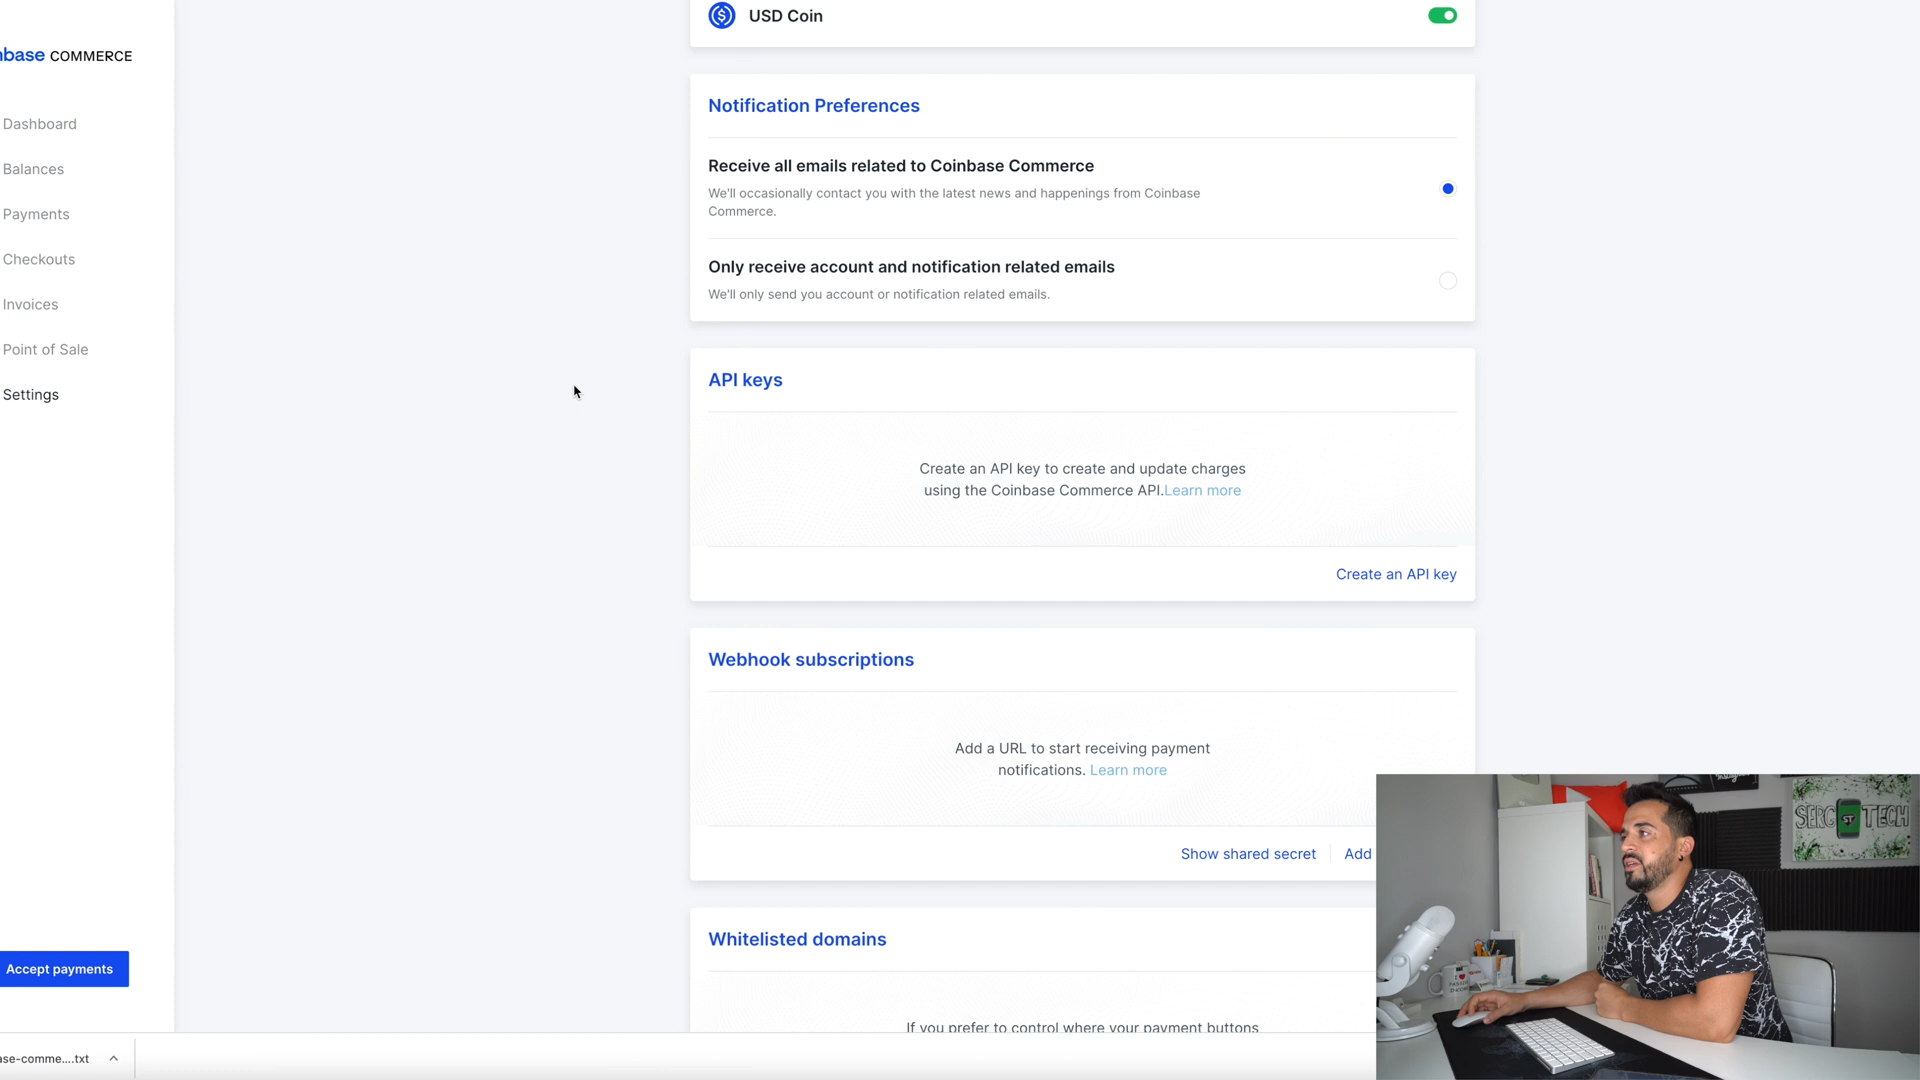 USD Coin
base COMMERCE
Notification Preferences
Dashboard
Receive all emails related to Coinbase Commerce
Balances
We'll occasionally contact you with the latest news and happenings from Coinbase
Commerce.
Payments
Checkouts
Only receive account and notification related emails
We'll only send you account or notification related emails.
Invoices
Point of Sale
Settings
API keys
Create an API key to create and update charges
using the Coinbase Commerce API.Learn more
Create an API key
Webhook subscriptions
Add a URL to start receiving payment
notifications. Learn more
Show shared secret
Add
Whitelisted domains
If you prefer to control where your payment buttons
Accept payments
ase-comme....txt
SERG ST TECH